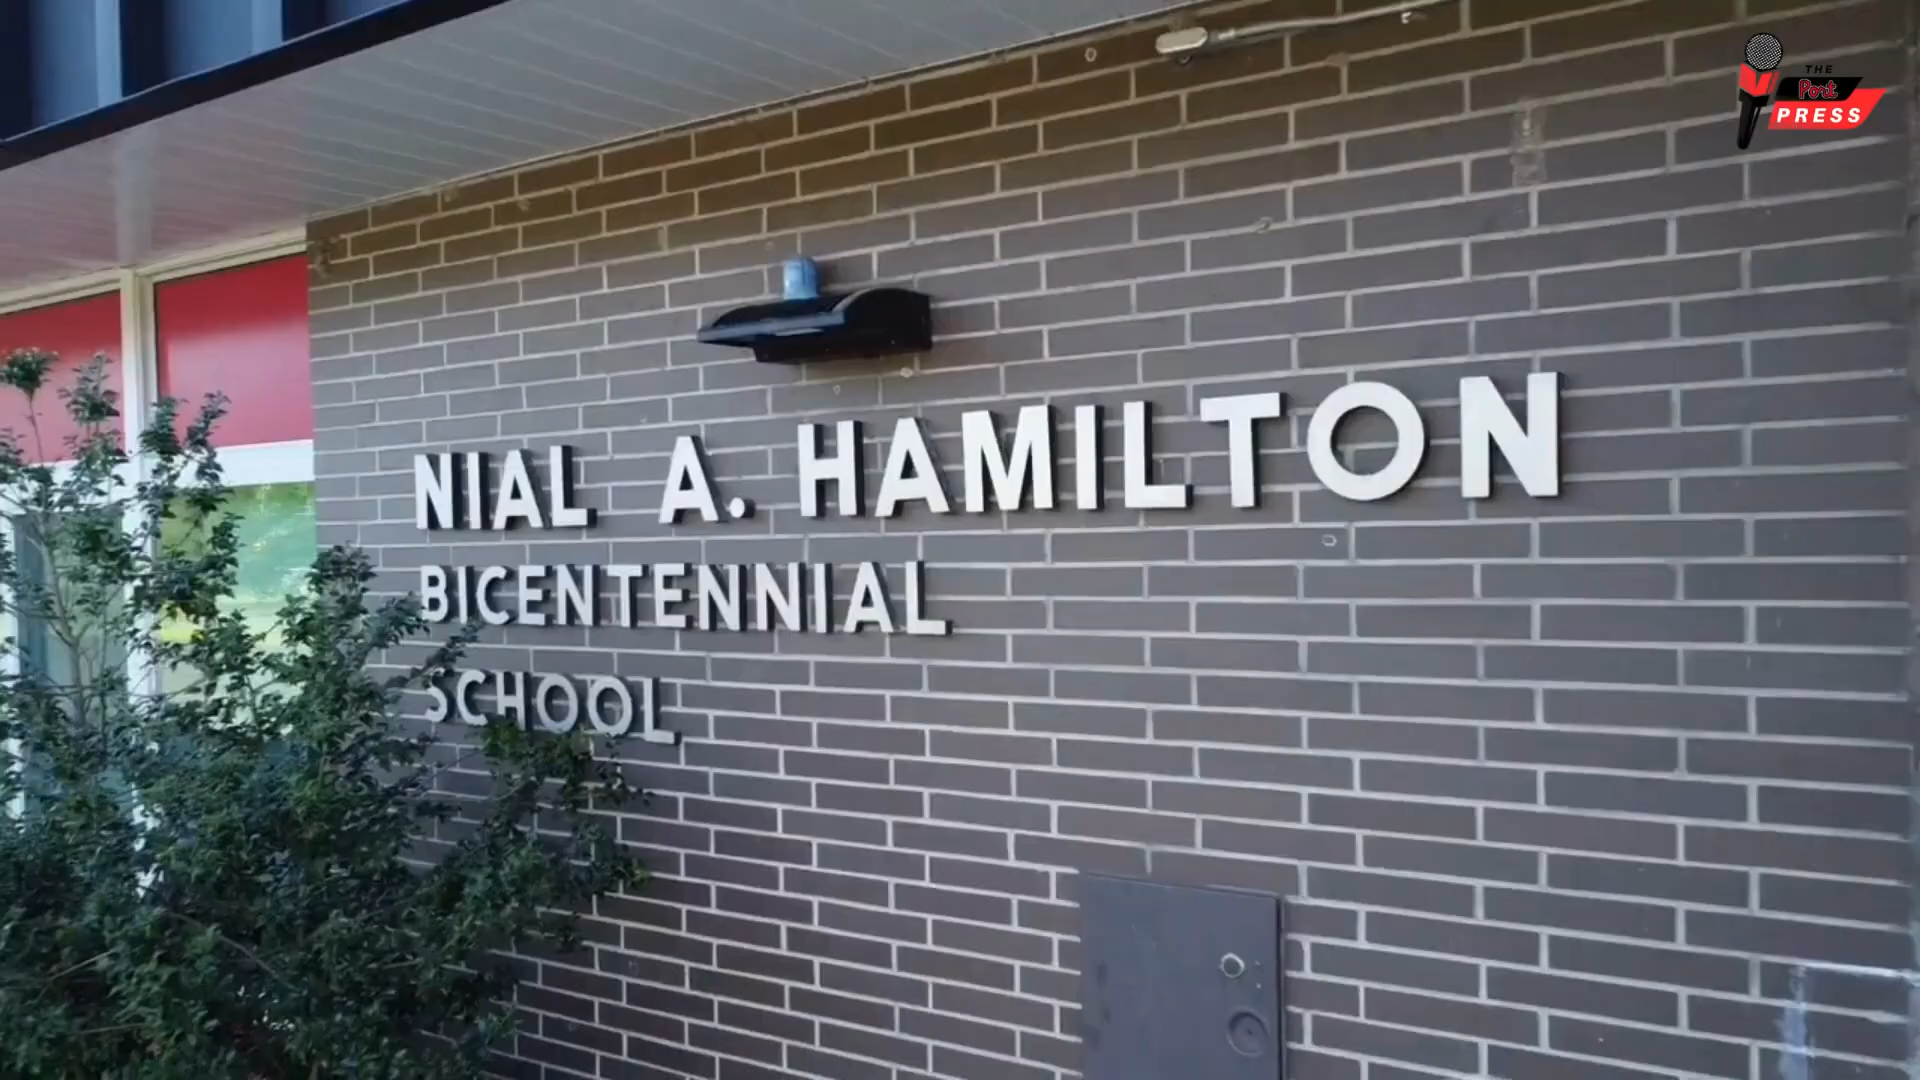 THE
Port
PRESS
NIAL A. HAMILTON
BICENTENNIAL
SCHOOL